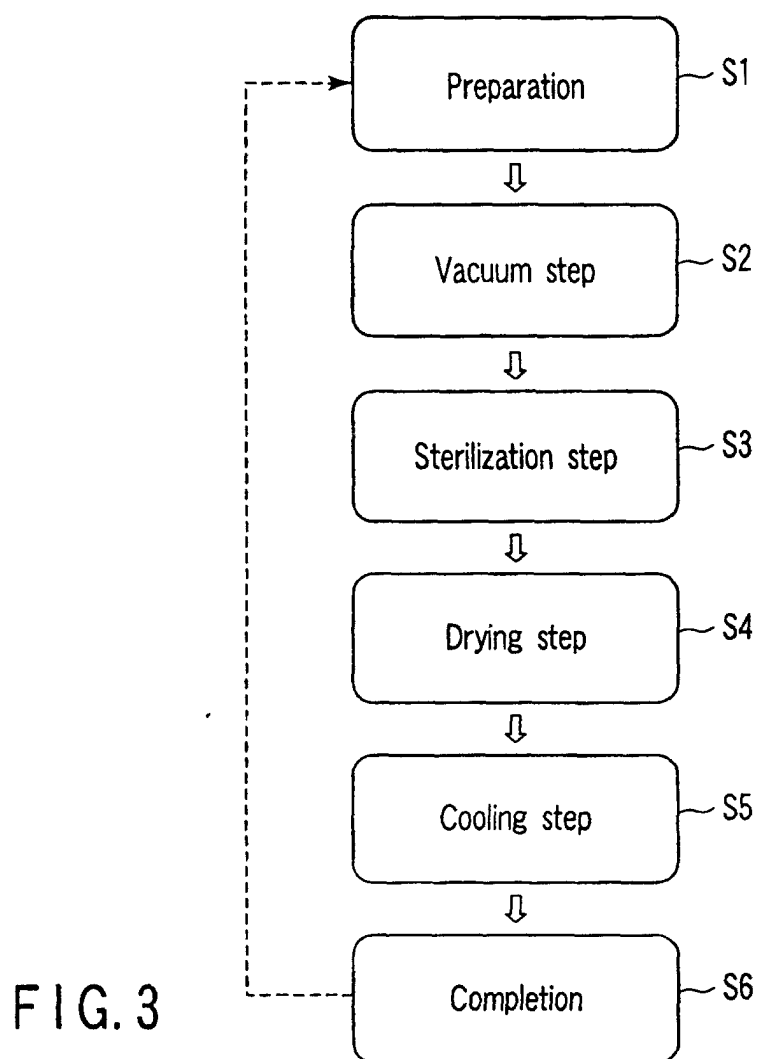 Preparation
S1
Vacuum step
S2
Sterilization step
S3
Drying step
S4
Cooling step
S5
Completion
S6
FIG. 3